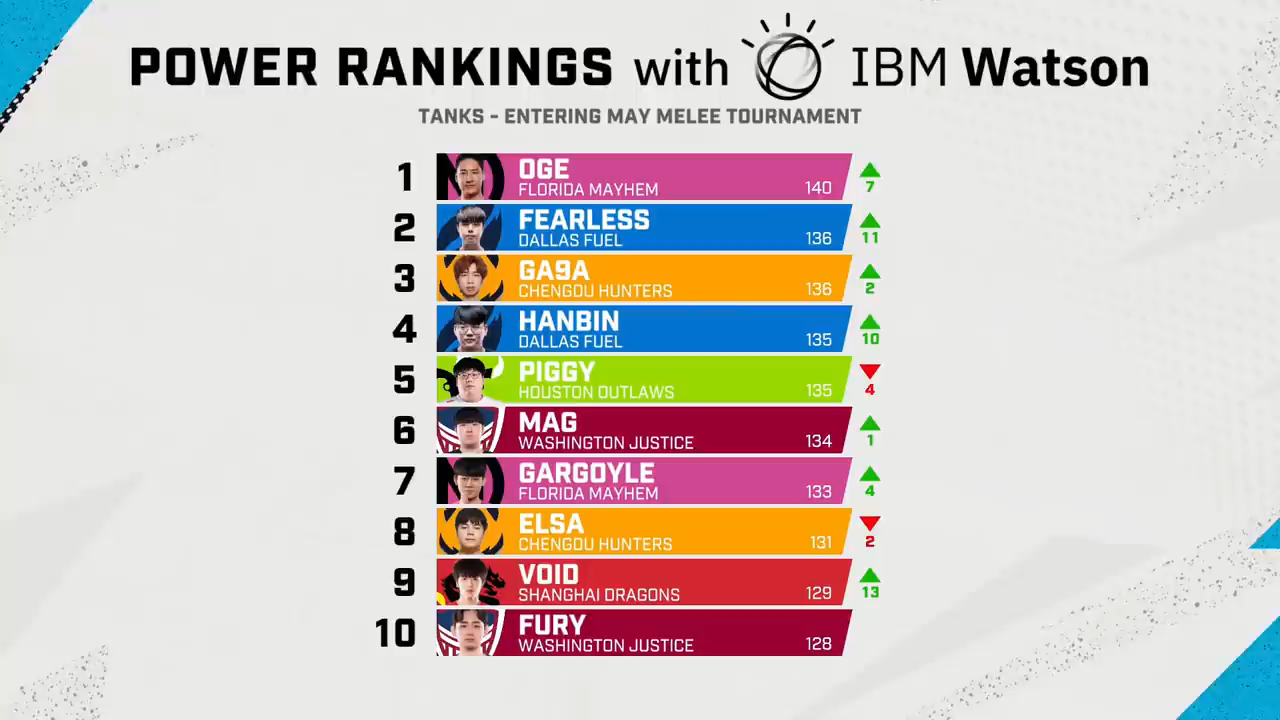 POWER RANKINGS with IBM Watson
TANKS - ENTERING MAY MELEE TOURNAMENT
1 OGE FLORIDA MAYHEM 140 7
2 FEARLESS DALLAS FUEL 136 11
3 GA9A CHENGDU HUNTERS 136 2
4 HANBIN DALLAS FUEL 135 10
5 PIGGY HOUSTON OUTLAWS 135 4
6 MAG WASHINGTON JUSTICE 134 1
7 GARGOYLE FLORIDA MAYHEM 133 4
8 ELSA CHENGDU HUNTERS 131 2
9 VOID SHANGHAI DRAGONS 129 13
10 FURY WASHINGTON JUSTICE 128